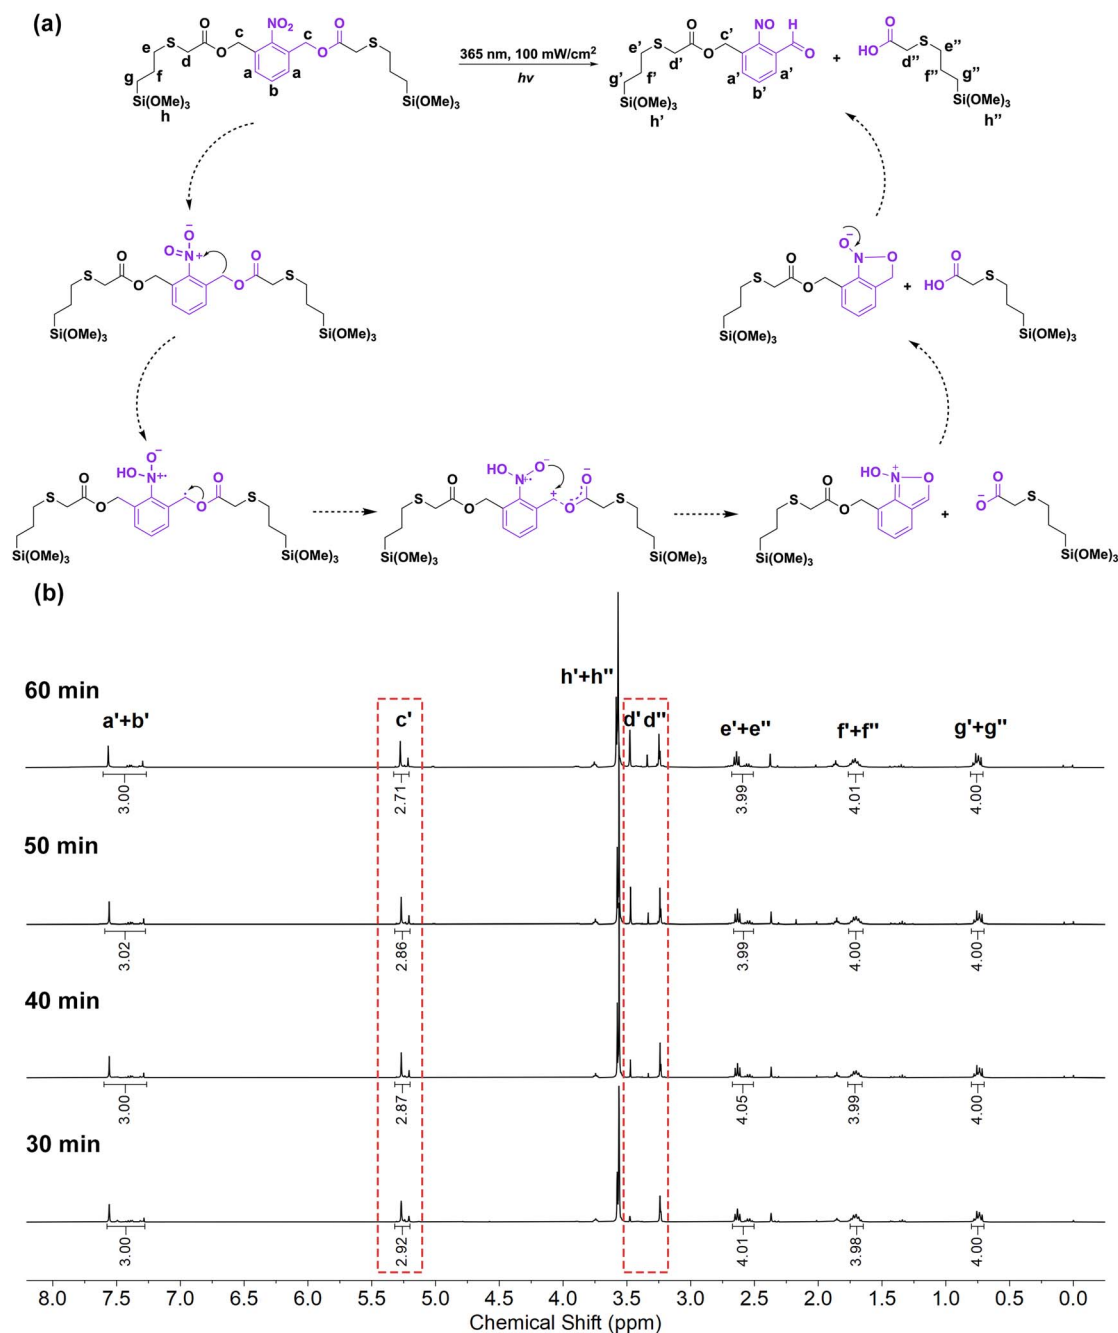 (a)
NO₂
O
O
S
O
c
c
O
S
e
d
g
f
a
a
b
Si(OMe)₃
h
Si(OMe)₃
365 nm, 100 mW/cm²
hν
NO
H
O
O
S
O
c'
e'
d'
g'
f'
a'
a'
b'
Si(OMe)₃
h'
+
O
HO
S
e''
d''
f''
g''
Si(OMe)₃
h''
O⁻
O
N⁺
O
O
S
O
O
S
Si(OMe)₃
Si(OMe)₃
O⁻
N
O
O
S
O
Si(OMe)₃
+
O
HO
S
Si(OMe)₃
O⁻
HO
N
O
O
S
O
O
S
Si(OMe)₃
Si(OMe)₃
HO
O⁻
N
O
O⁻
S
O
O
S
Si(OMe)₃
Si(OMe)₃
HO
N⁺
O
O
S
O
Si(OMe)₃
+
O
⁻O
S
Si(OMe)₃
(b)
60 min
a'+b'
c'
h'+h''
d' d''
e'+e''
f'+f''
g'+g''
3.00
2.71
3.99
4.01
4.00
50 min
3.02
2.86
3.99
4.00
4.00
40 min
3.00
2.87
4.05
3.99
4.00
30 min
3.00
2.92
4.01
3.98
4.00
8.0 7.5 7.0 6.5 6.0 5.5 5.0 4.5 4.0 3.5 3.0 2.5 2.0 1.5 1.0 0.5 0.0
Chemical Shift (ppm)